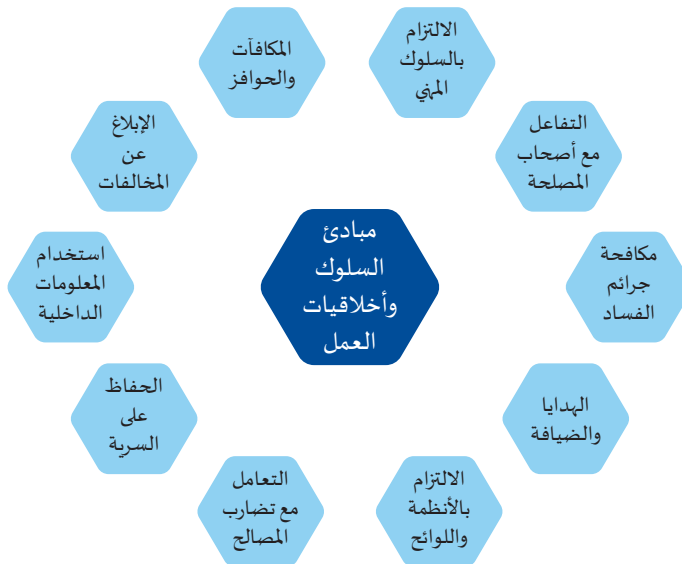 مبادئ
السلوك
وأخلاقيات
العمل
الالتزام
بالسلوك
المهني
التفاعل
مع أصحاب
المصلحة
مكافحة
جرائم
الفساد
الهدايا
والضيافة
الالتزام
بالأنظمة
واللوائح
التعامل
مع تضارب
المصالح
الحفاظ
على
السرية
استخدام
المعلومات
الداخلية
الإبلاغ
عن
المخالفات
المكافآت
والحوافز